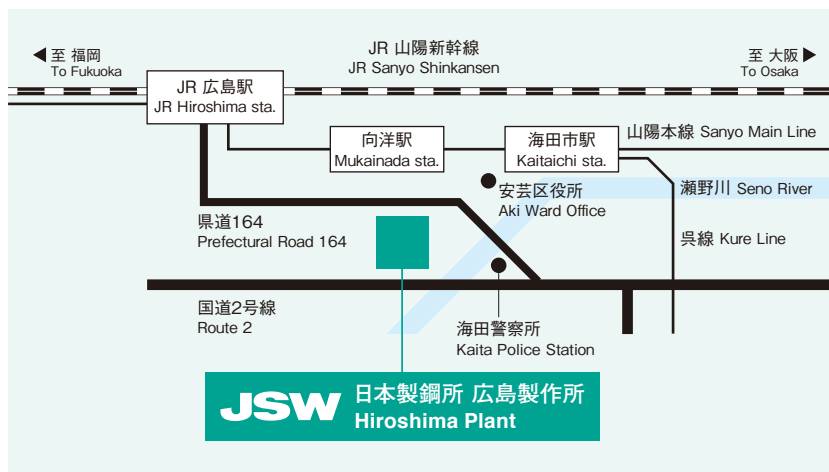 ◀至 福岡
To Fukuoka
JR 山陽新幹線
JR Sanyo Shinkansen
至 大阪▶
To Osaka
JR 広島駅
JR Hiroshima sta.
向洋駅
Mukainada sta.
海田市駅
Kaitaichi sta.
山陽本線 Sanyo Main Line
安芸区役所
Aki Ward Office
瀬野川 Seno River
県道164
Prefectural Road 164
呉線 Kure Line
国道2号線
Route 2
海田警察所
Kaita Police Station
JSW 日本製鋼所 広島製作所
Hiroshima Plant